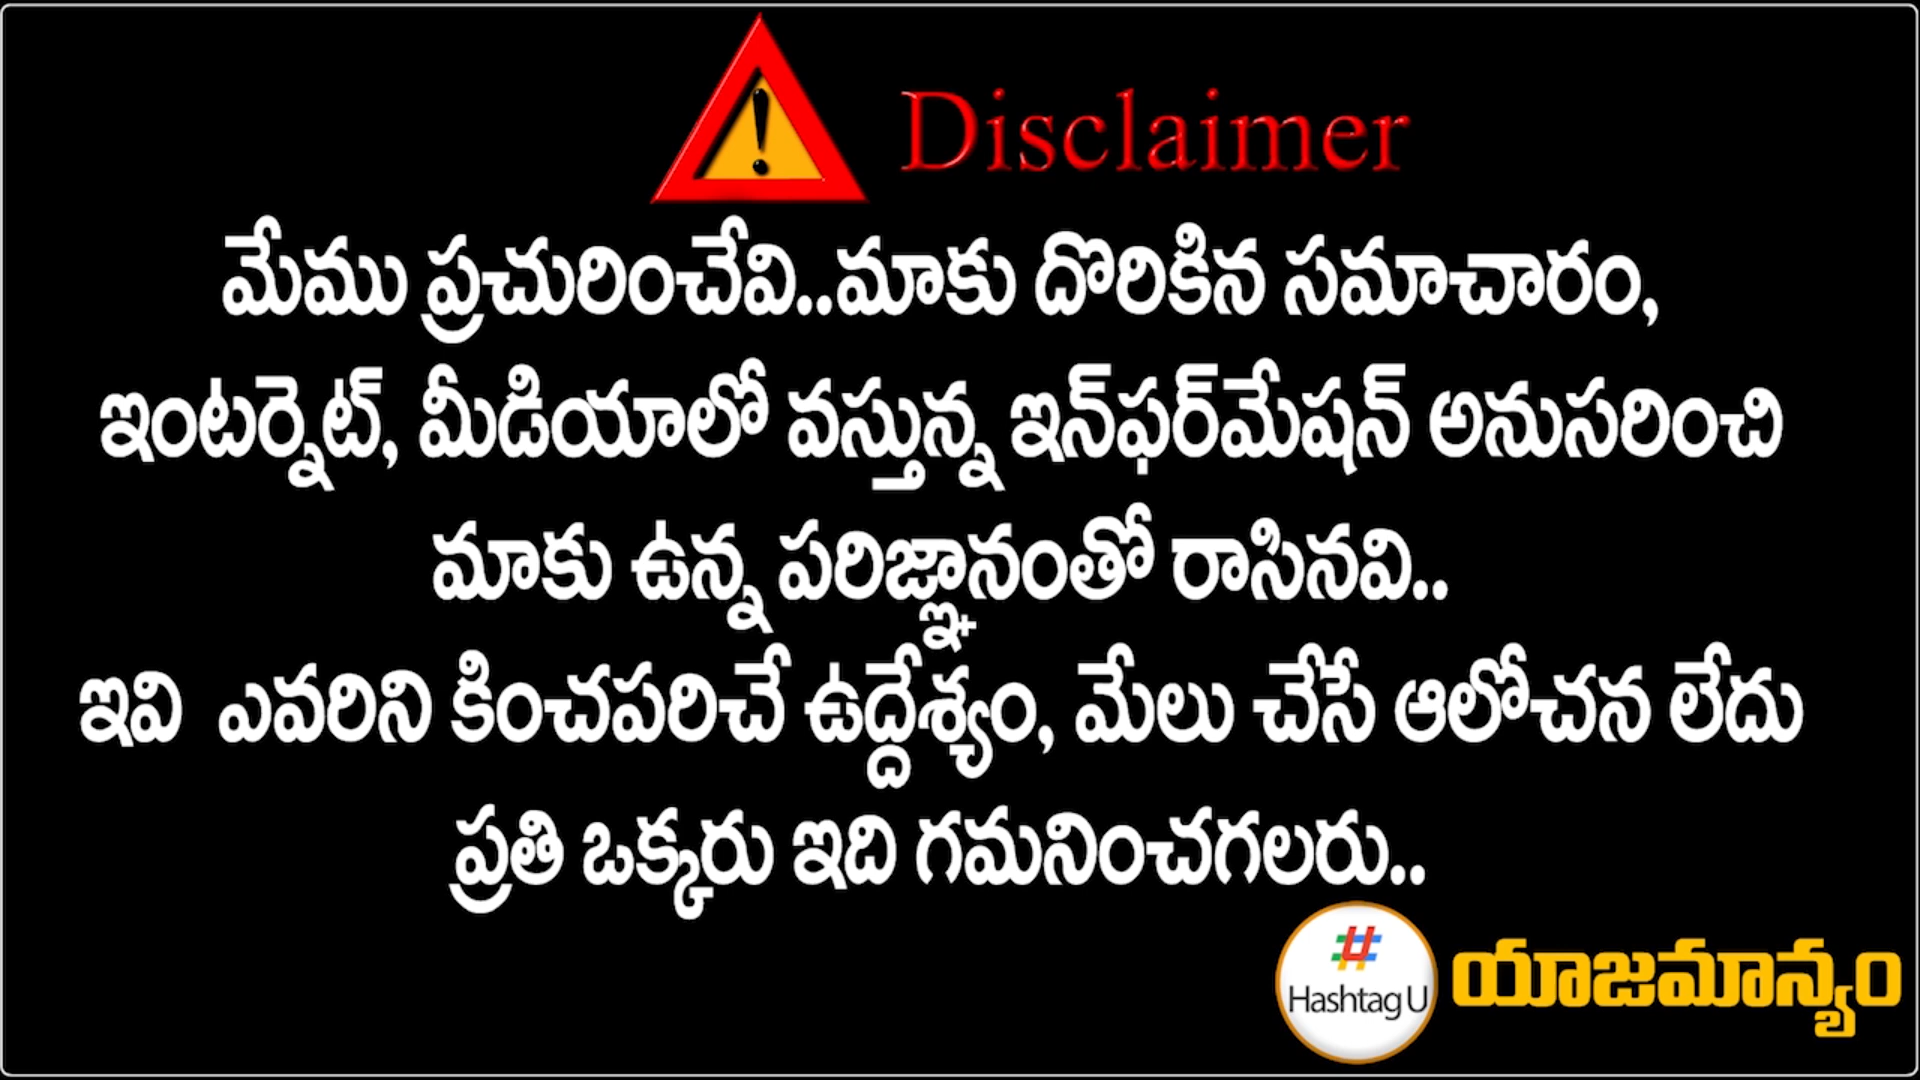 Disclaimer
మేము ప్రచురించేవి..మాకు దొరికిన సమాచారం,
ఇంటర్నెట్, మీడియాలో వస్తున్న ఇన్‌ఫర్‌మేషన్ అనుసరించి
మాకు ఉన్న పరిజ్ఞానంతో రాసినవి..
ఇవి ఎవరిని కించపరిచే ఉద్దేశ్యం, మేలు చేసే ఆలోచన లేదు
ప్రతి ఒక్కరు ఇది గమనించగలరు..
Hashtag U
యాజమాన్యం